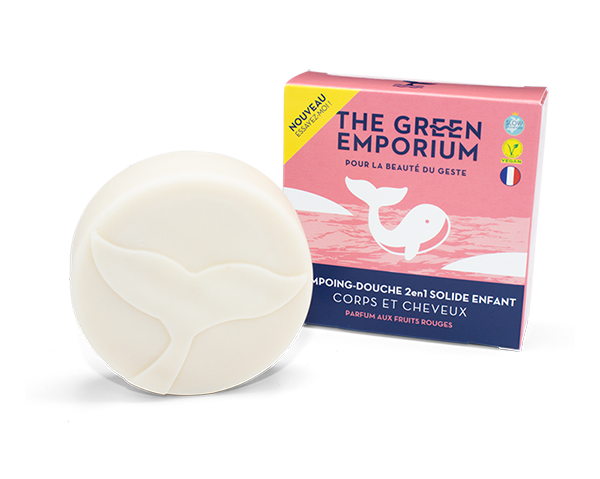 NOUVEAU
ESSAYEZ-MOI !
THE GREEN
EMPORIUM
POUR LA BEAUTÉ DU GESTE
SLOW
VEGAN
MPOING-DOUCHE 2en1 SOLIDE ENFANT
CORPS ET CHEVEUX
PARFUM AUX FRUITS ROUGES